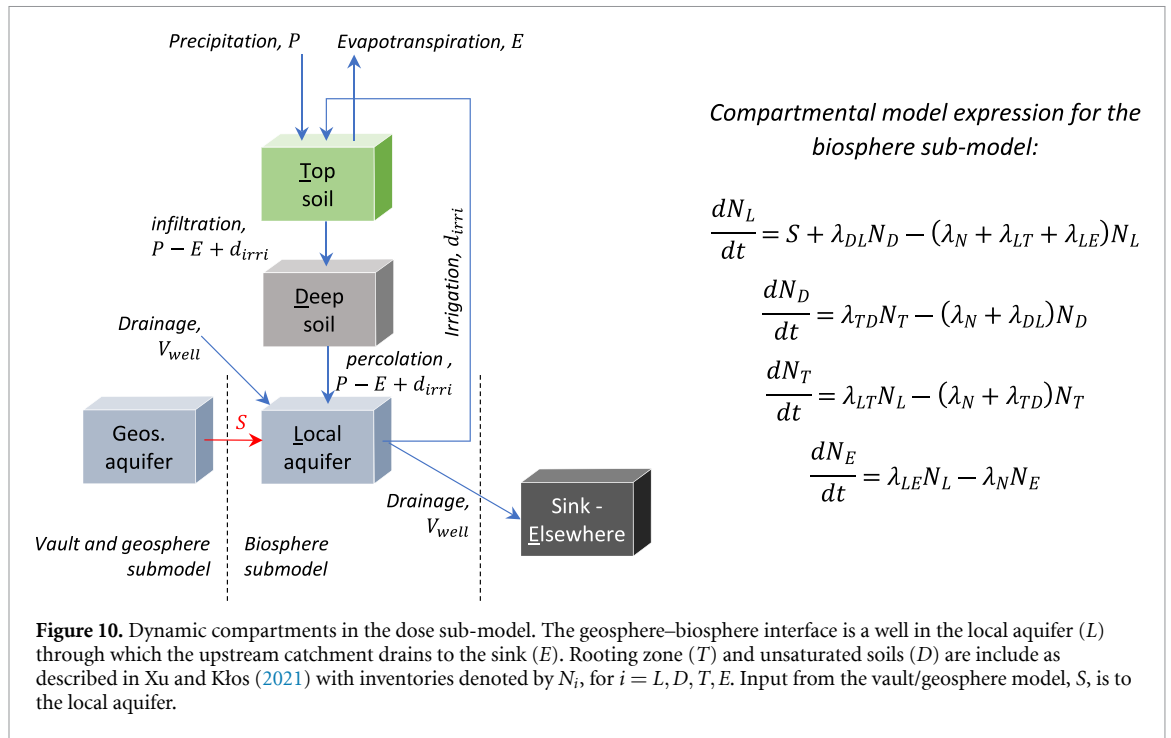 Precipitation, P
Evapotranspiration, E
Top
soil
infiltration,
P − E + d_irri
Irrigation, d_irri
Deep
soil
Drainage,
V_well
percolation ,
P − E + d_irri
Geos.
aquifer
S
Local
aquifer
Drainage,
V_well
Sink -
Elsewhere
Vault and geosphere
submodel
Biosphere
submodel
Compartmental model expression for the
biosphere sub-model:
dN_L/dt = S + λ_DL N_D − (λ_N + λ_LT + λ_LE)N_L
dN_D/dt = λ_TD N_T − (λ_N + λ_DL)N_D
dN_T/dt = λ_LT N_L − (λ_N + λ_TD)N_T
dN_E/dt = λ_LE N_L − λ_N N_E
Figure 10. Dynamic compartments in the dose sub-model. The geosphere–biosphere interface is a well in the local aquifer (L)
through which the upstream catchment drains to the sink (E). Rooting zone (T) and unsaturated soils (D) are include as
described in Xu and Kłos (2021) with inventories denoted by N_i, for i = L, D, T, E. Input from the vault/geosphere model, S, is to
the local aquifer.